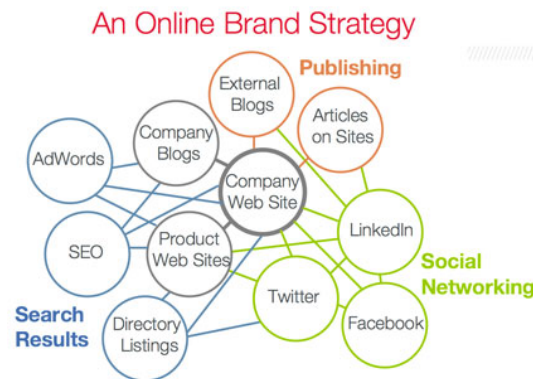 An Online Brand Strategy
Publishing
External
Blogs
Articles
on Sites
Company
Blogs
AdWords
Company
Web Site
LinkedIn
SEO
Product
Web Sites
Social
Networking
Twitter
Facebook
Search
Results
Directory
Listings